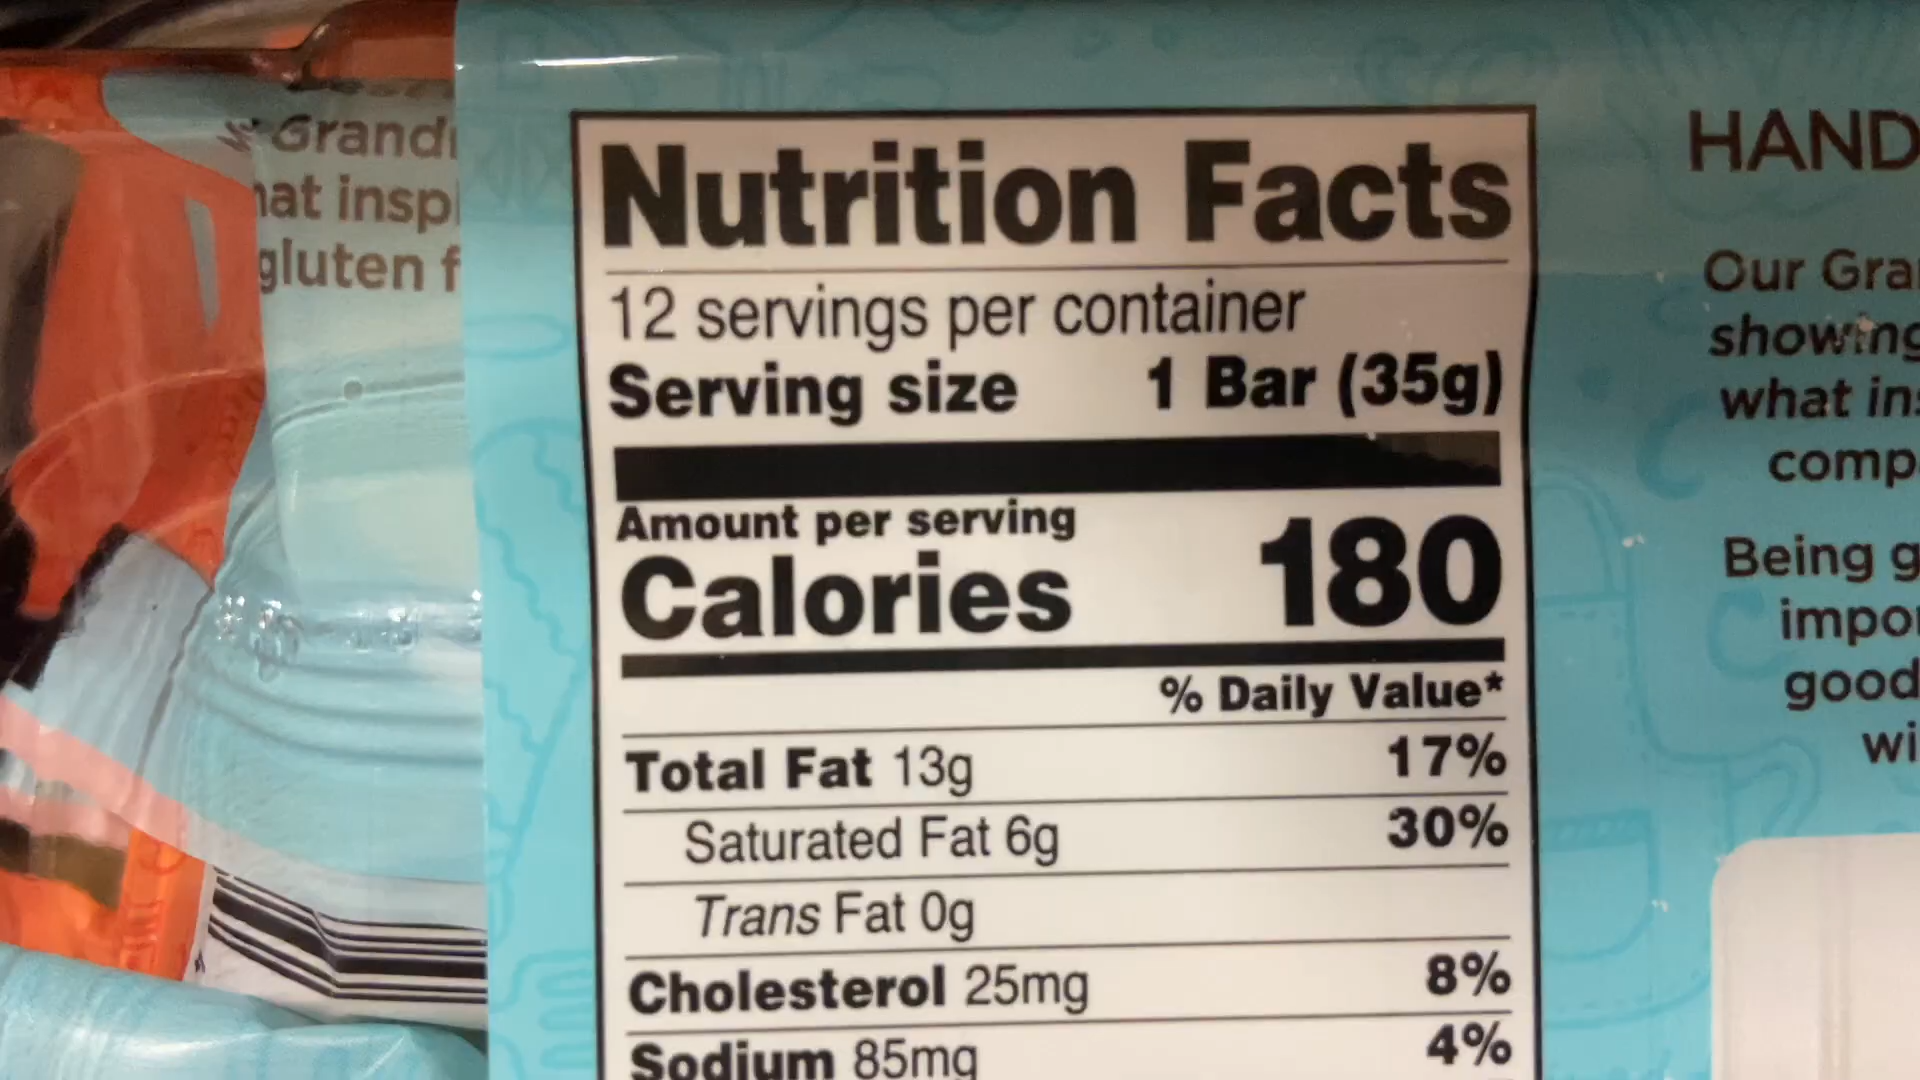 Grand
hat insp
gluten f
Nutrition Facts
12 servings per container
Serving size 1 Bar (35g)
Amount per serving
Calories 180
% Daily Value*
Total Fat 13g 17%
Saturated Fat 6g 30%
Trans Fat 0g
Cholesterol 25mg 8%
Sodium 85mg 4%
HAND
Our Gra
showing
what ins
comp
Being g
impor
good
wi